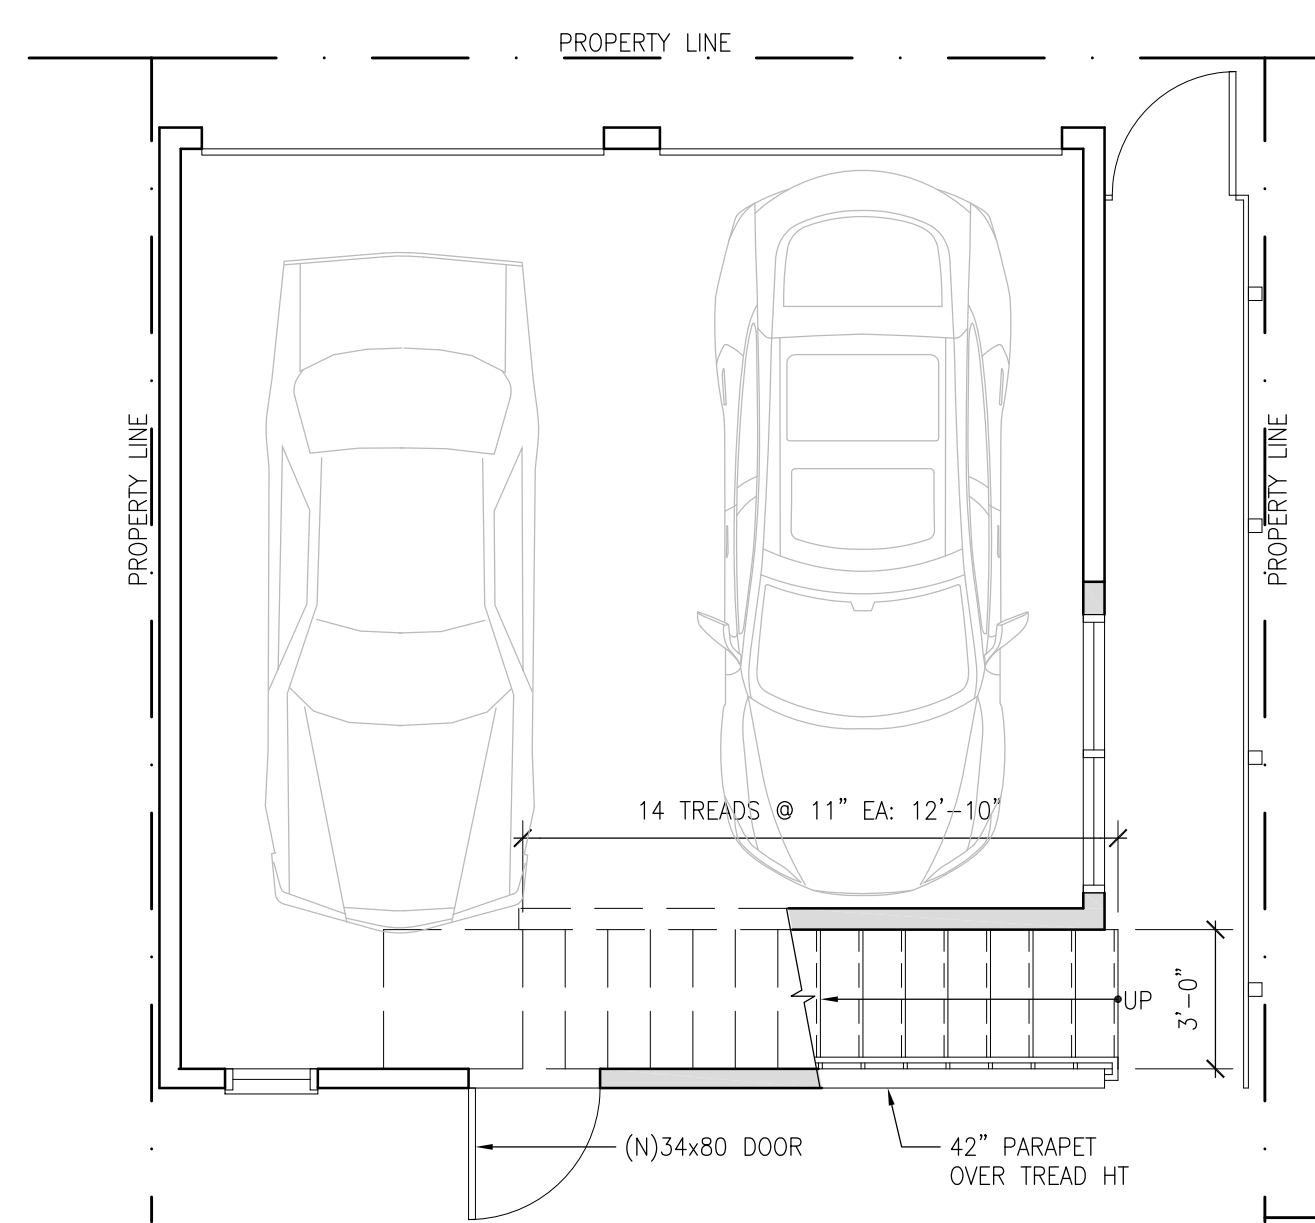 PROPERTY LINE
PROPERTY LINE
PROPERTY LINE
14 TREADS @ 11” EA: 12’-10”
UP
3’-0”
(N)34x80 DOOR
42” PARAPET
OVER TREAD HT